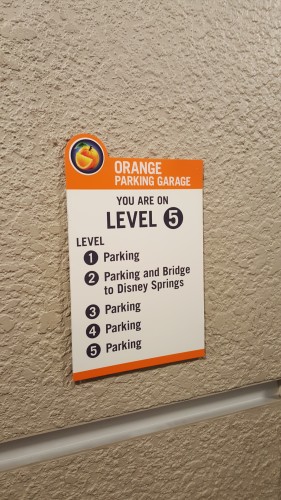 ORANGE
PARKING GARAGE
YOU ARE ON
LEVEL 5
LEVEL
1 Parking
2 Parking and Bridge
to Disney Springs
3 Parking
4 Parking
5 Parking